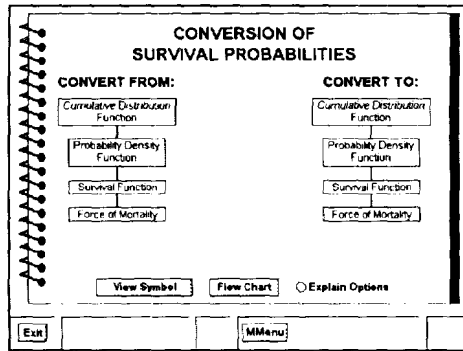 CONVERSION OF
SURVIVAL PROBABILITIES
CONVERT FROM:
Cumulative Distribution
Function
Probability Density
Function
Survival Function
Force of Mortality
CONVERT TO:
Cumulative Distribution
Function
Probability Density
Function
Survival Function
Force of Mortality
View Symbol
Flow Chart
Explain Options
Exit
MMenu